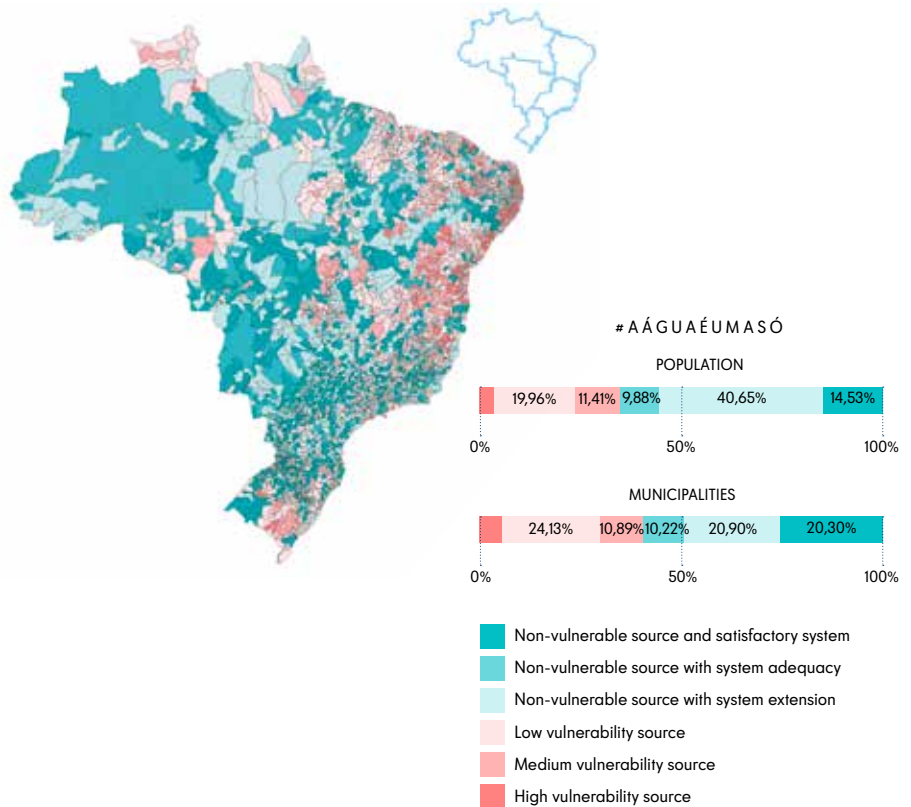 #AÁGUAÉUMASÓ
POPULATION
19,96% 11,41% 9,88% 40,65% 14,53%
0% 50% 100%
MUNICIPALITIES
24,13% 10,89% 10,22% 20,90% 20,30%
0% 50% 100%
Non-vulnerable source and satisfactory system
Non-vulnerable source with system adequacy
Non-vulnerable source with system extension
Low vulnerability source
Medium vulnerability source
High vulnerability source